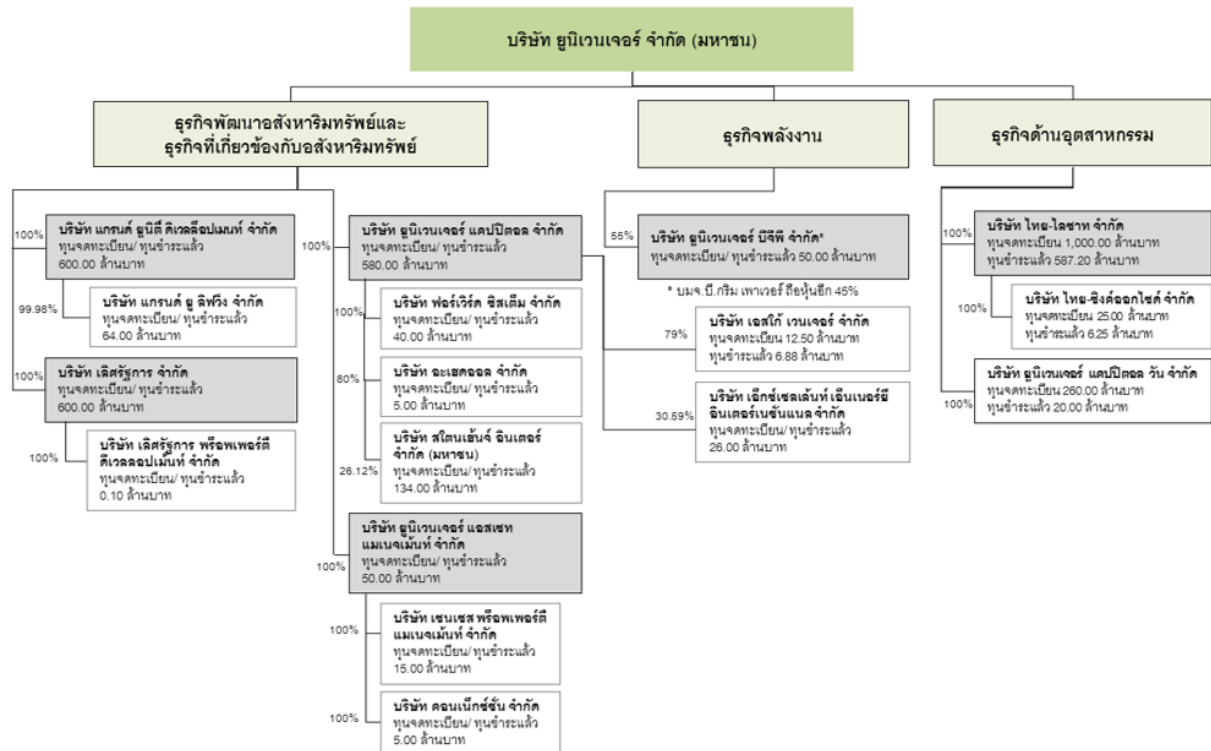 บริษัท ยูนิเวนเจอร์ จำกัด (มหาชน)
ธุรกิจพัฒนาอสังหาริมทรัพย์และ
ธุรกิจที่เกี่ยวข้องกับอสังหาริมทรัพย์
ธุรกิจพลังงาน
ธุรกิจด้านอุตสาหกรรม
100%
บริษัท แกรนด์ ยูนิตี้ ดิเวลล็อปเมนท์ จำกัด
ทุนจดทะเบียน/ ทุนชำระแล้ว
600.00 ล้านบาท
99.98%
บริษัท แกรนด์ ยู ลิฟวิ่ง จำกัด
ทุนจดทะเบียน/ ทุนชำระแล้ว
64.00 ล้านบาท
100%
บริษัท เลิศรัฐการ จำกัด
ทุนจดทะเบียน/ ทุนชำระแล้ว
600.00 ล้านบาท
100%
บริษัท เลิศรัฐการ พร็อพเพอร์ตี้
ดีเวลลอปเม้นท์ จำกัด
ทุนจดทะเบียน/ ทุนชำระแล้ว
0.10 ล้านบาท
100%
บริษัท ยูนิเวนเจอร์ แคปปิตอล จำกัด
ทุนจดทะเบียน/ ทุนชำระแล้ว
580.00 ล้านบาท
100%
บริษัท ฟอร์เวิร์ด ซิสเต็ม จำกัด
ทุนจดทะเบียน/ ทุนชำระแล้ว
40.00 ล้านบาท
80%
บริษัท อะเฮดออล จำกัด
ทุนจดทะเบียน/ ทุนชำระแล้ว
5.00 ล้านบาท
26.12%
บริษัท สโตนเฮ้นจ์ อินเตอร์
จำกัด (มหาชน)
ทุนจดทะเบียน/ ทุนชำระแล้ว
134.00 ล้านบาท
100%
บริษัท ยูนิเวนเจอร์ แอสเซท
แมเนจเม้นท์ จำกัด
ทุนจดทะเบียน/ ทุนชำระแล้ว
50.00 ล้านบาท
100%
บริษัท เซนเซส พร็อพเพอร์ตี้
แมเนจเม้นท์ จำกัด
ทุนจดทะเบียน/ ทุนชำระแล้ว
15.00 ล้านบาท
100%
บริษัท คอนเน็กซ์ชั่น จำกัด
ทุนจดทะเบียน/ ทุนชำระแล้ว
5.00 ล้านบาท
55%
บริษัท ยูนิเวนเจอร์ บีจีพี จำกัด*
ทุนจดทะเบียน/ ทุนชำระแล้ว 50.00 ล้านบาท
* บมจ.บี.กริม เพาเวอร์ ถือหุ้นอีก 45%
79%
บริษัท เอสโก้ เวนเจอร์ จำกัด
ทุนจดทะเบียน 12.50 ล้านบาท
ทุนชำระแล้ว 6.88 ล้านบาท
30.59%
บริษัท เอ็กซ์เซลเล้นท์ เอ็นเนอร์ยี่
อินเตอร์เนชั่นแนล จำกัด
ทุนจดทะเบียน/ ทุนชำระแล้ว
26.00 ล้านบาท
100%
บริษัท ไทย-ไลซาท จำกัด
ทุนจดทะเบียน 1,000.00 ล้านบาท
ทุนชำระแล้ว 587.20 ล้านบาท
100%
บริษัท ไทย-ซิงค์ออกไซด์ จำกัด
ทุนจดทะเบียน 25.00 ล้านบาท
ทุนชำระแล้ว 6.25 ล้านบาท
100%
บริษัท ยูนิเวนเจอร์ แคปปิตอล วัน จำกัด
ทุนจดทะเบียน 260.00 ล้านบาท
ทุนชำระแล้ว 20.00 ล้านบาท